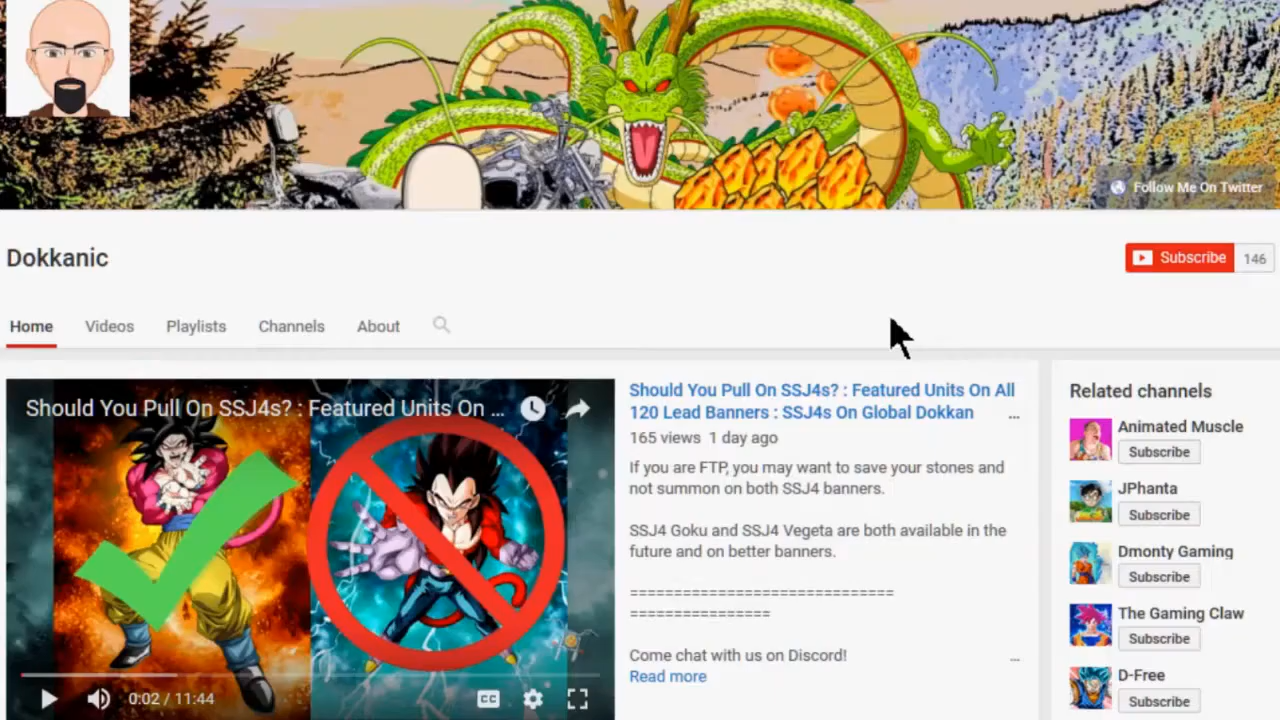 Follow Me On Twitter
Dokkanic
Subscribe 146
Home Videos Playlists Channels About
Should You Pull On SSJ4s? : Featured Units On ...
0:02 / 11:44
CC
Should You Pull On SSJ4s? : Featured Units On All
120 Lead Banners : SSJ4s On Global Dokkan
165 views 1 day ago
If you are FTP, you may want to save your stones and
not summon on both SSJ4 banners.
SSJ4 Goku and SSJ4 Vegeta are both available in the
future and on better banners.
==============================
================
Come chat with us on Discord!
Read more
Related channels
Animated Muscle
Subscribe
JPhanta
Subscribe
Dmonty Gaming
Subscribe
The Gaming Claw
Subscribe
D-Free
Subscribe